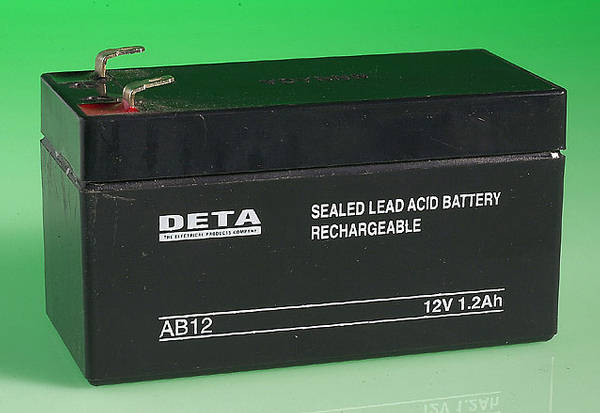 DETA
THE ELECTRICAL PRODUCTS COMPANY
SEALED LEAD ACID BATTERY
RECHARGEABLE
12V 1.2Ah
AB12